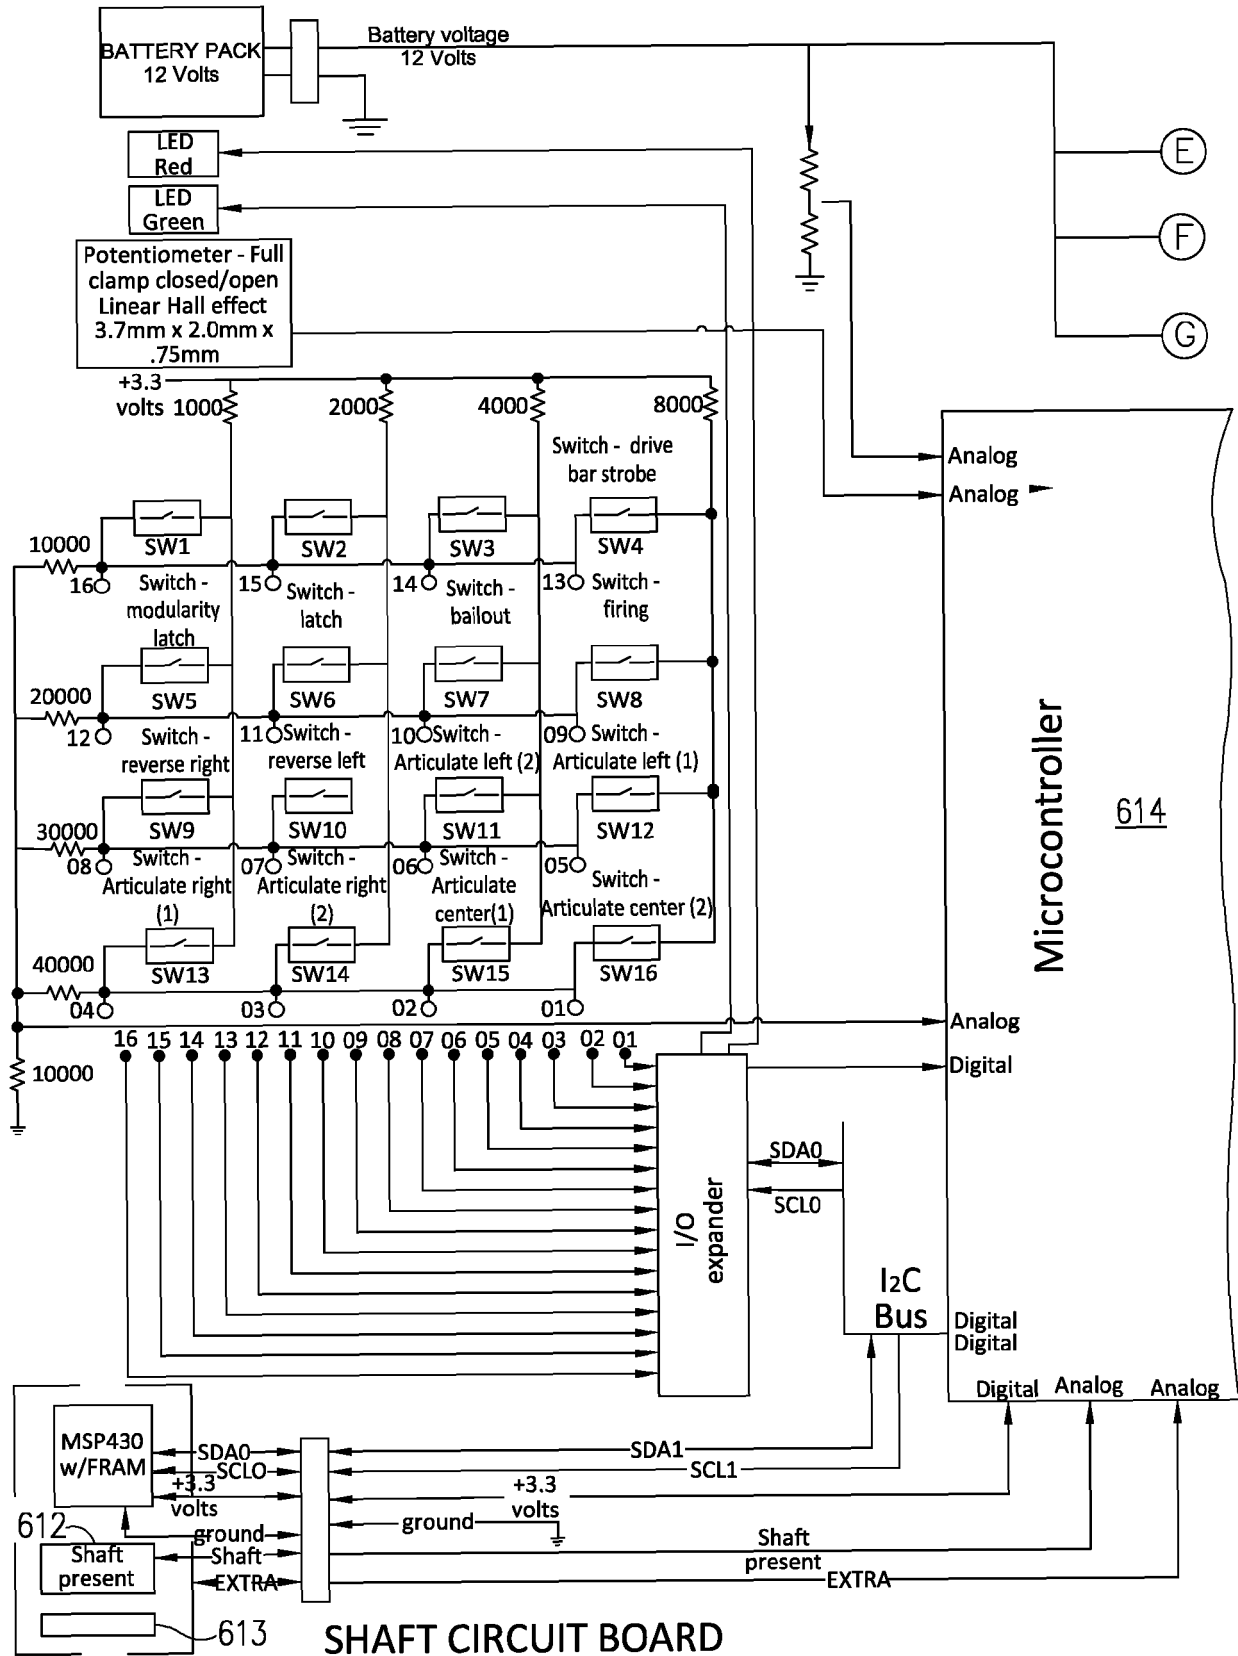 BATTERY PACK
12 Volts
Battery voltage
12 Volts
LED
Red
LED
Green
E
F
G
Potentiometer - Full
clamp closed/open
Linear Hall effect
3.7mm x 2.0mm x
.75mm
+3.3
volts
1000
2000
4000
8000
Switch - drive
bar strobe
Analog
Analog
SW1
SW2
SW3
SW4
10000
16
15
14
13
Switch -
modularity
latch
Switch -
latch
Switch -
bailout
Switch -
firing
SW5
SW6
SW7
SW8
20000
12
11
10
09
Switch -
reverse right
Switch -
reverse left
Switch -
Articulate left (2)
Switch -
Articulate left (1)
SW9
SW10
SW11
SW12
30000
08
07
06
05
Switch -
Articulate right
(1)
Switch -
Articulate right
(2)
Switch -
Articulate
center(1)
Switch -
Articulate center (2)
SW13
SW14
SW15
SW16
40000
04
03
02
01
Microcontroller
614
Analog
Digital
16 15 14 13 12 11 10 09 08 07 06 05 04 03 02 01
10000
I/O
expander
SDA0
SCL0
I2C
Bus
Digital
Digital
Digital
Analog
Analog
MSP430
w/FRAM
SDA0
SCLO
+3.3
volts
ground
Shaft
EXTRA
SDA1
SCL1
+3.3
volts
ground
Shaft
present
EXTRA
612
Shaft
present
613
SHAFT CIRCUIT BOARD